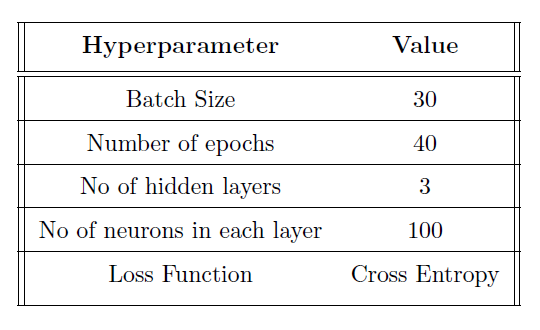 Hyperparameter Value
Batch Size 30
Number of epochs 40
No of hidden layers 3
No of neurons in each layer 100
Loss Function Cross Entropy